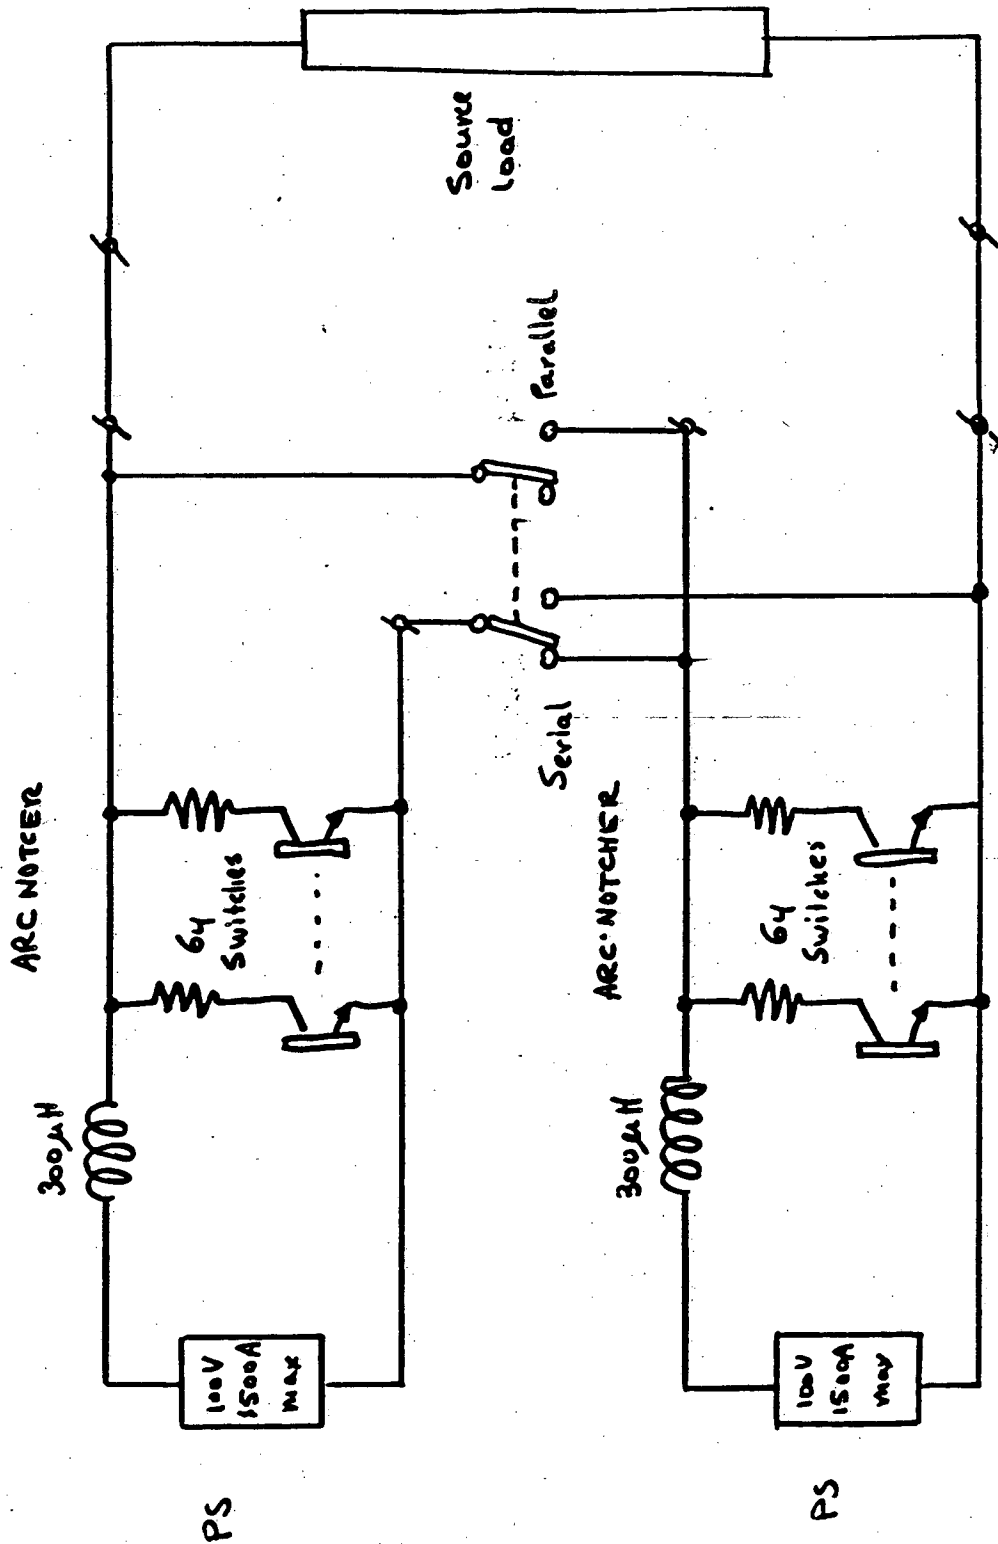 ARC NOTCER
300µH
PS
100V
1500A
max
64
Switches
Source
load
Serial
Parallel
ARC·NOTCHER
300µH
PS
100V
1500A
max
64
Switches